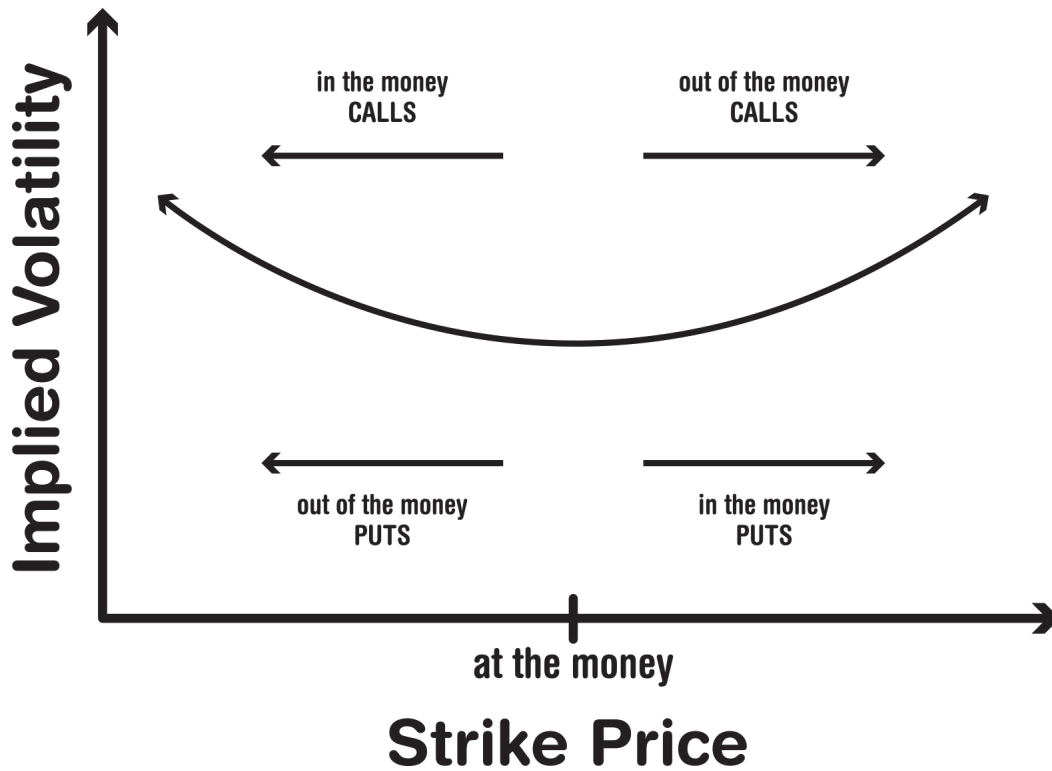 Implied Volatility
in the money
CALLS
out of the money
CALLS
out of the money
PUTS
in the money
PUTS
at the money
Strike Price